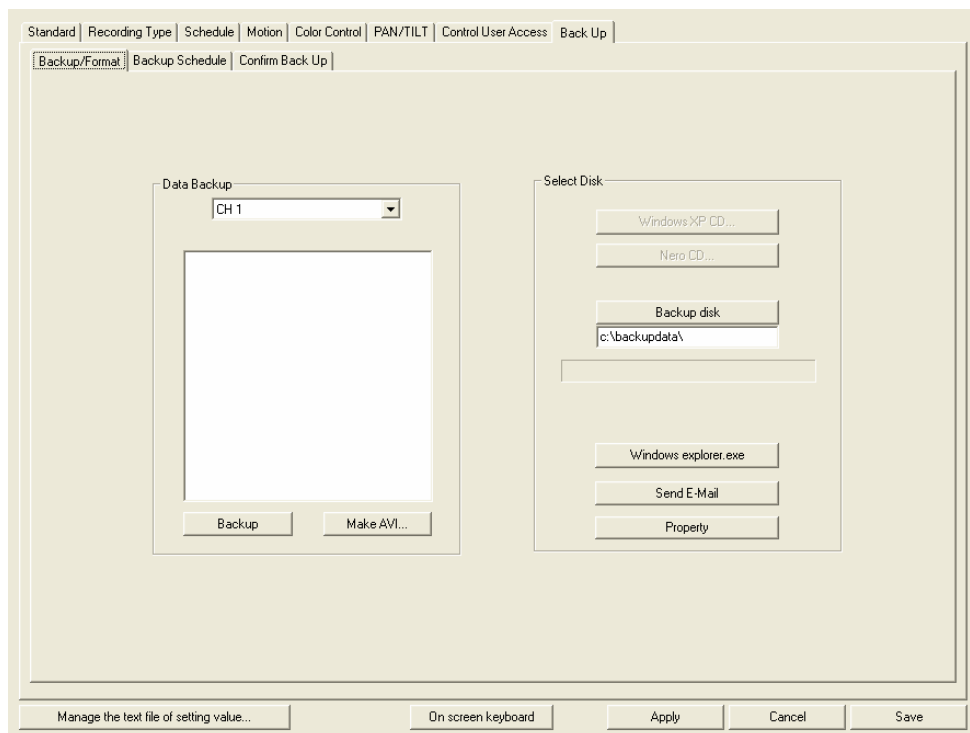 Standard Recording Type Schedule Motion Color Control PAN/TILT Control User Access Back Up
Backup/Format Backup Schedule Confirm Back Up
Data Backup
CH 1
Backup Make AVI...
Select Disk
Windows XP CD...
Nero CD...
Backup disk
c:\backupdata\
Windows explorer.exe
Send E-Mail
Property
Manage the text file of setting value... On screen keyboard Apply Cancel Save